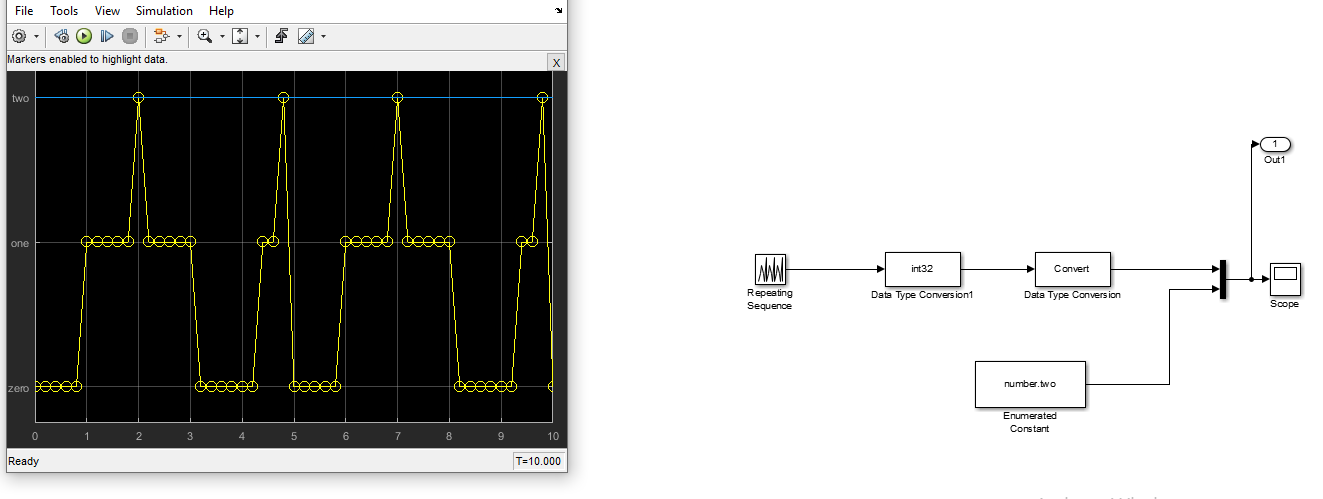 File Tools View Simulation Help
Markers enabled to highlight data.
X
two
one
zero
0 1 2 3 4 5 6 7 8 9 10
Ready
T=10.000
1
Out1
Repeating
Sequence
int32
Data Type Conversion1
Convert
Data Type Conversion
Scope
number.two
Enumerated
Constant